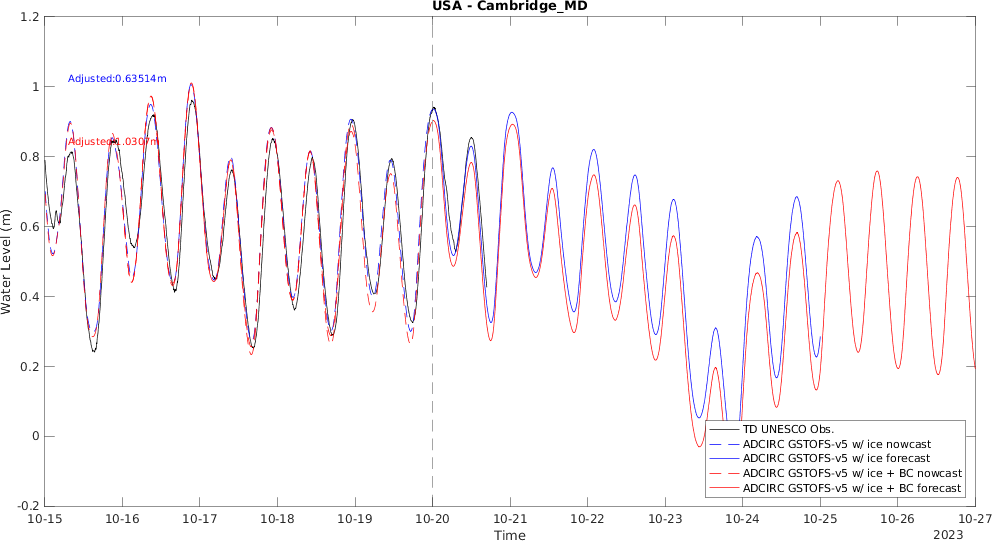 USA - Cambridge_MD
1.2
1
0.8
0.6
0.4
0.2
0
-0.2
Water Level (m)
Adjusted:0.63514m
Adjusted:1.0307m
TD UNESCO Obs.
ADCIRC GSTOFS-v5 w/ ice nowcast
ADCIRC GSTOFS-v5 w/ ice forecast
ADCIRC GSTOFS-v5 w/ ice + BC nowcast
ADCIRC GSTOFS-v5 w/ ice + BC forecast
10-15 10-16 10-17 10-18 10-19 10-20 10-21 10-22 10-23 10-24 10-25 10-26 10-27
Time
2023